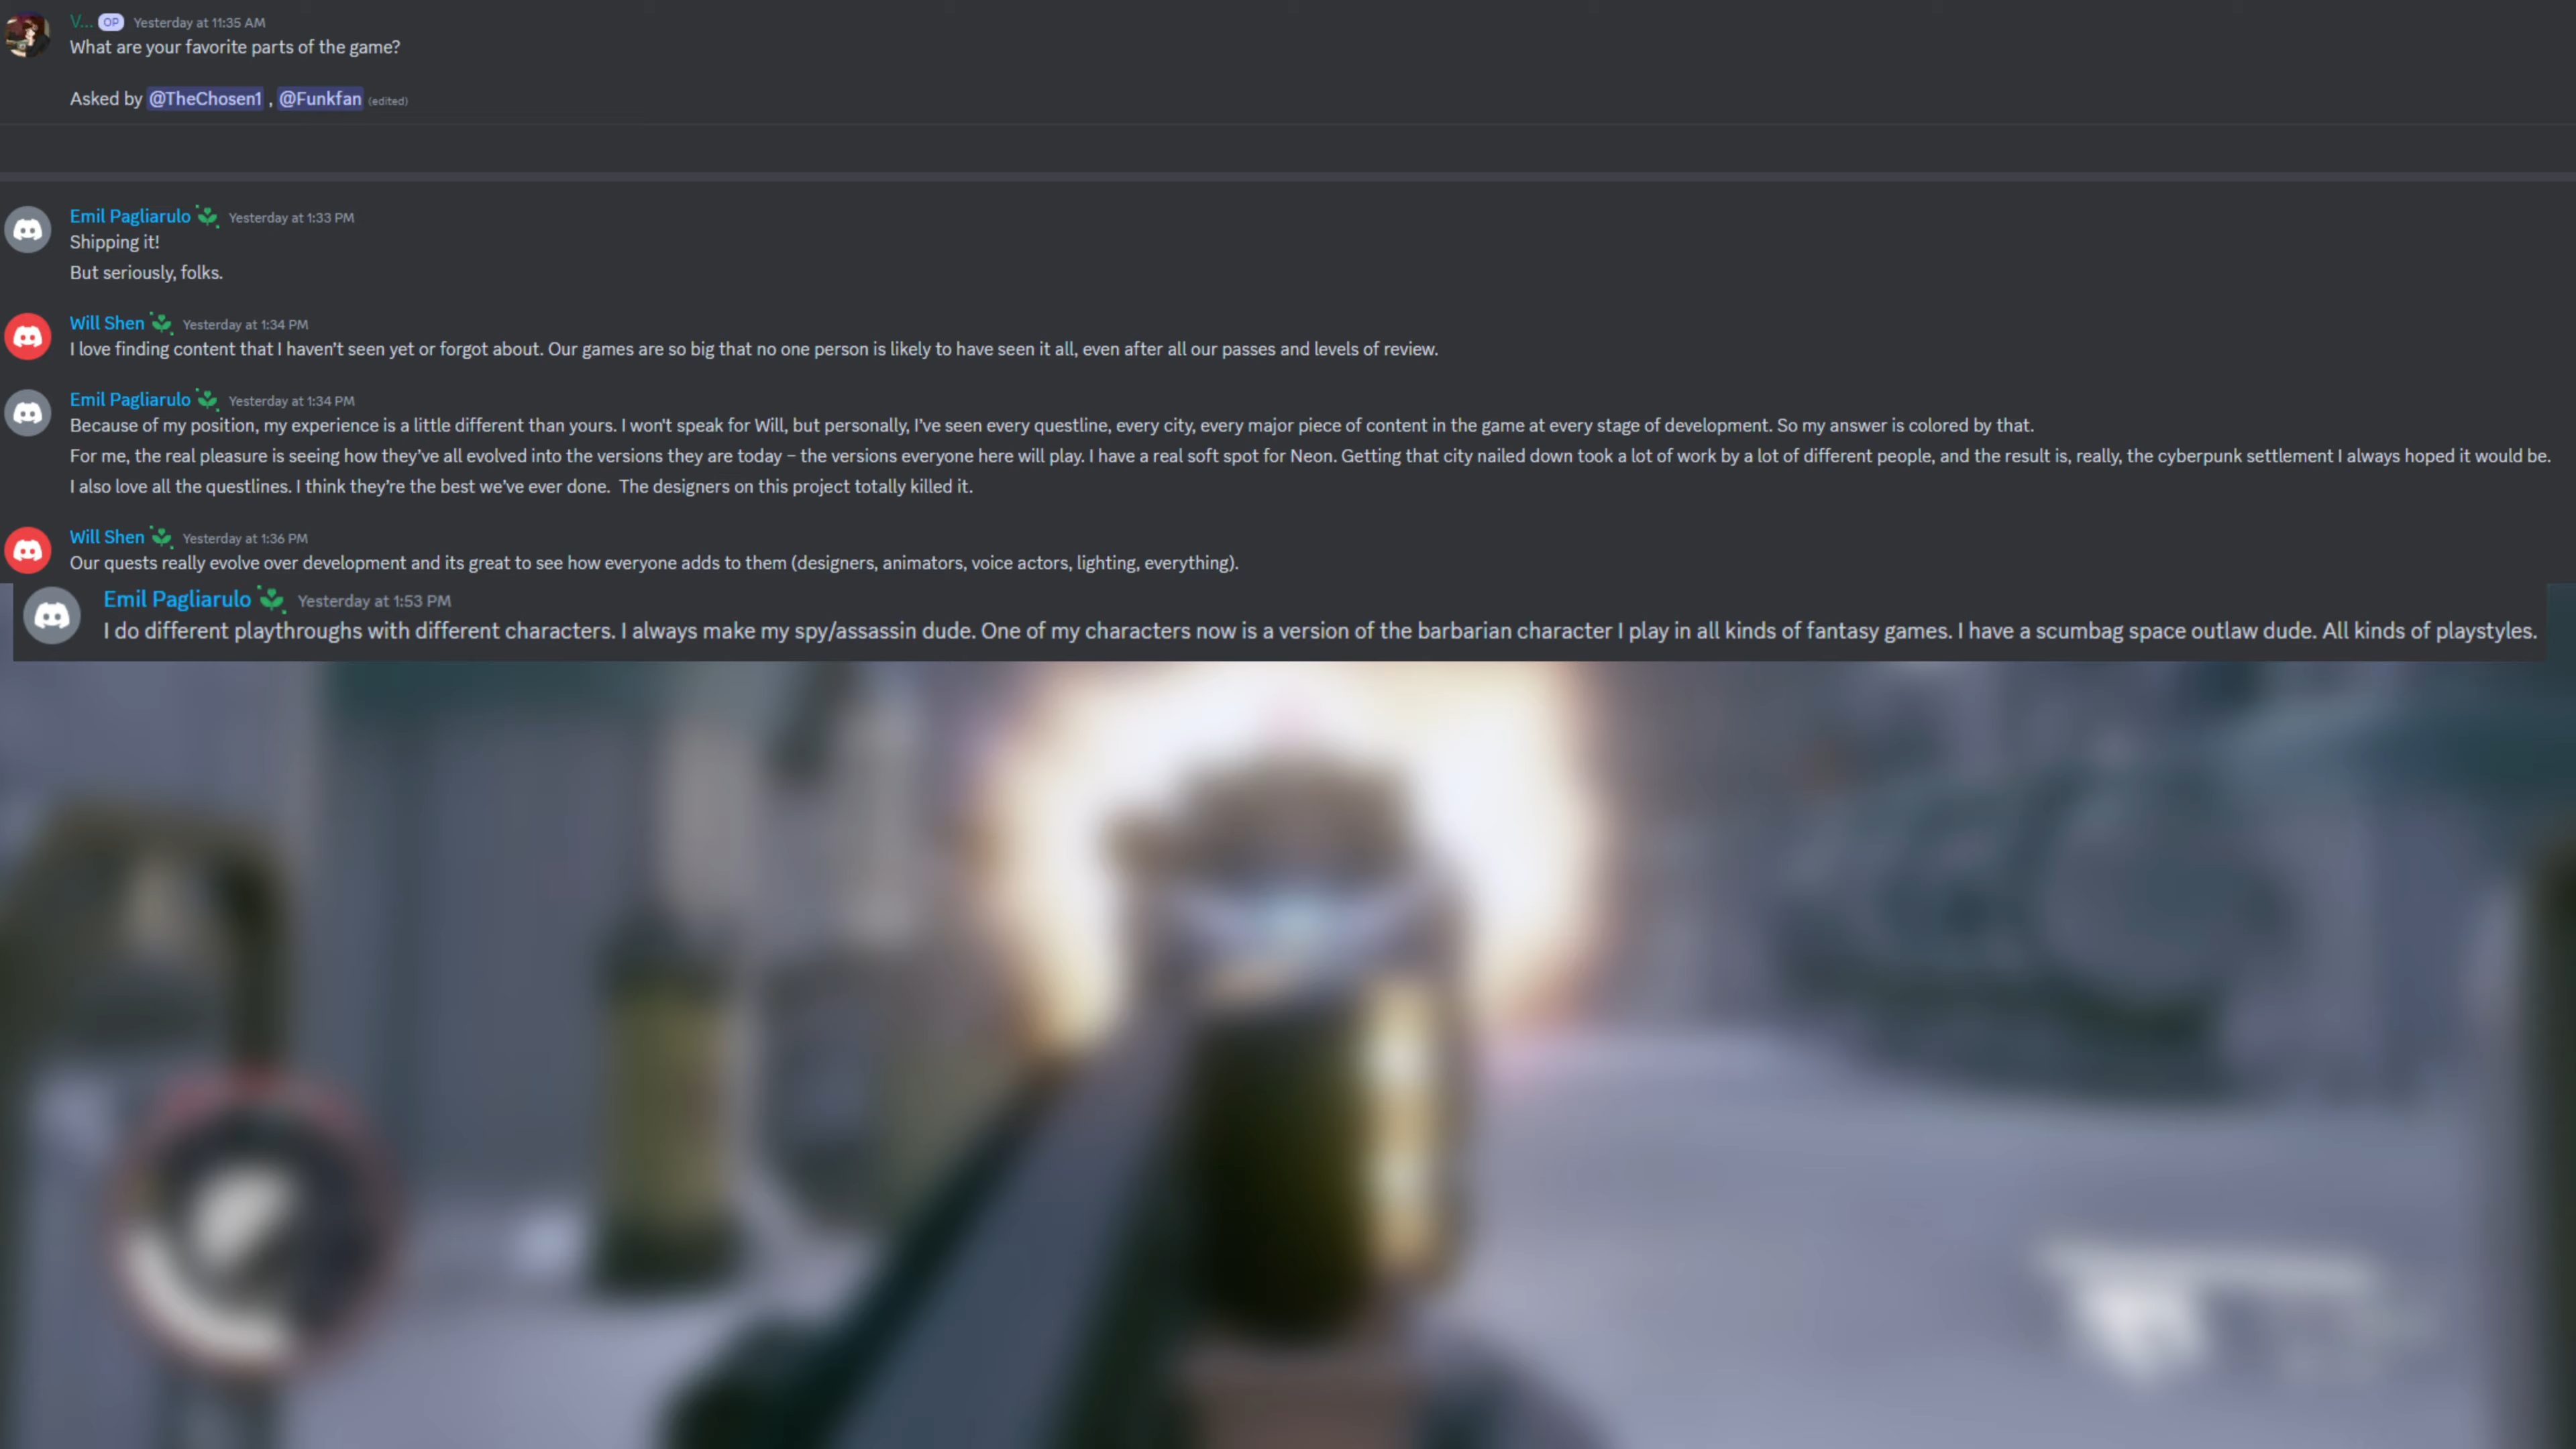 V... OP Yesterday at 11:35 AM
What are your favorite parts of the game?
Asked by @TheChosen1 , @Funkfan (edited)
Emil Pagliarulo Yesterday at 1:33 PM
Shipping it!
But seriously, folks.
Will Shen Yesterday at 1:34 PM
I love finding content that I haven't seen yet or forgot about. Our games are so big that no one person is likely to have seen it all, even after all our passes and levels of review.
Emil Pagliarulo Yesterday at 1:34 PM
Because of my position, my experience is a little different than yours. I won't speak for Will, but personally, I've seen every questline, every city, every major piece of content in the game at every stage of development. So my answer is colored by that.
For me, the real pleasure is seeing how they've all evolved into the versions they are today – the versions everyone here will play. I have a real soft spot for Neon. Getting that city nailed down took a lot of work by a lot of different people, and the result is, really, the cyberpunk settlement I always hoped it would be.
I also love all the questlines. I think they're the best we've ever done. The designers on this project totally killed it.
Will Shen Yesterday at 1:36 PM
Our quests really evolve over development and its great to see how everyone adds to them (designers, animators, voice actors, lighting, everything).
Emil Pagliarulo Yesterday at 1:53 PM
I do different playthroughs with different characters. I always make my spy/assassin dude. One of my characters now is a version of the barbarian character I play in all kinds of fantasy games. I have a scumbag space outlaw dude. All kinds of playstyles.